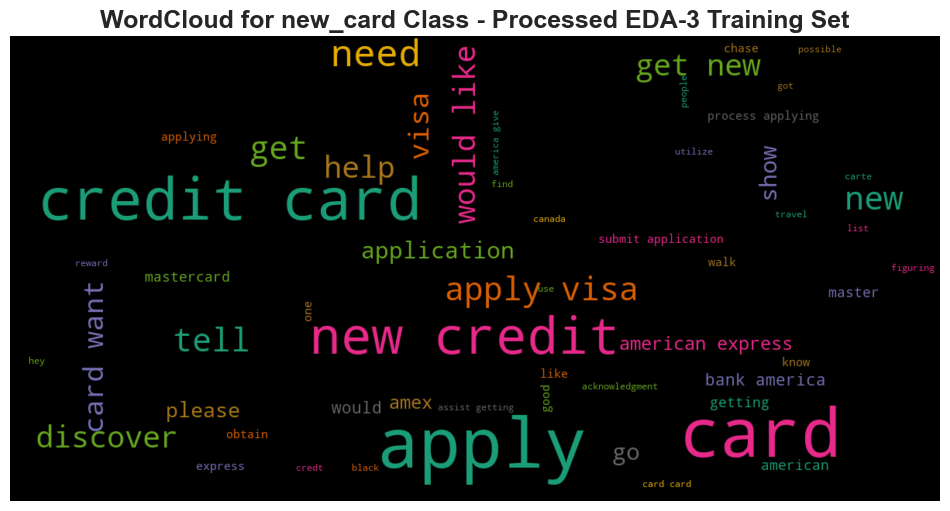 WordCloud for new_card Class - Processed EDA-3 Training Set
need
would like
get new
chase
possible
got
people
visa
america give
process applying
applying
get
help
utilize
show
find
carte
credit card
new
canada
travel
list
submit application
application
reward
mastercard
walk
figuring
card want
apply visa
use
master
one
new credit
tell
american express
hey
know
like
bank america
good
acknowledgment
please
would
amex
assist getting
getting
card
discover
obtain
apply
go
express
credt
black
american
card card